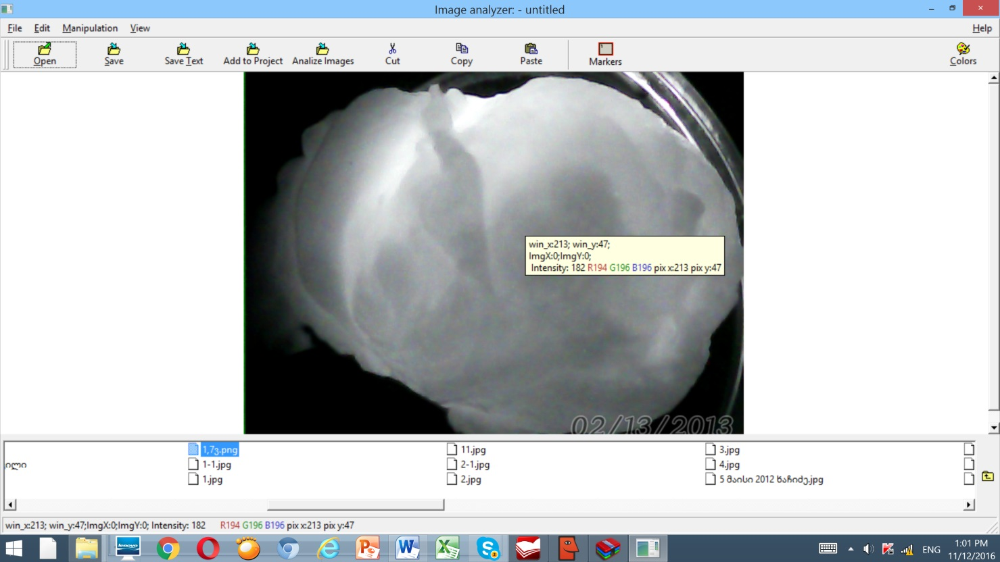 Image analyzer: - untitled
File Edit Manipulation View Help
Open Save Save Text Add to Project Analize Images Cut Copy Paste Markers Colors
win_x:213; win_y:47;
ImgX:0;ImgY:0;
Intensity: 182 R194 G196 B196 pix x:213 pix y:47
02/13/2013
1,7ვ.png 11.jpg 3.jpg
1-1.jpg 2-1.jpg 4.jpg
1.jpg 2.jpg 5 მაისი 2012 ხაჩიძე.jpg
win_x:213; win_y:47;ImgX:0;ImgY:0; Intensity: 182 R194 G196 B196 pix x:213 pix y:47
lenovo
ENG
1:01 PM
11/12/2016